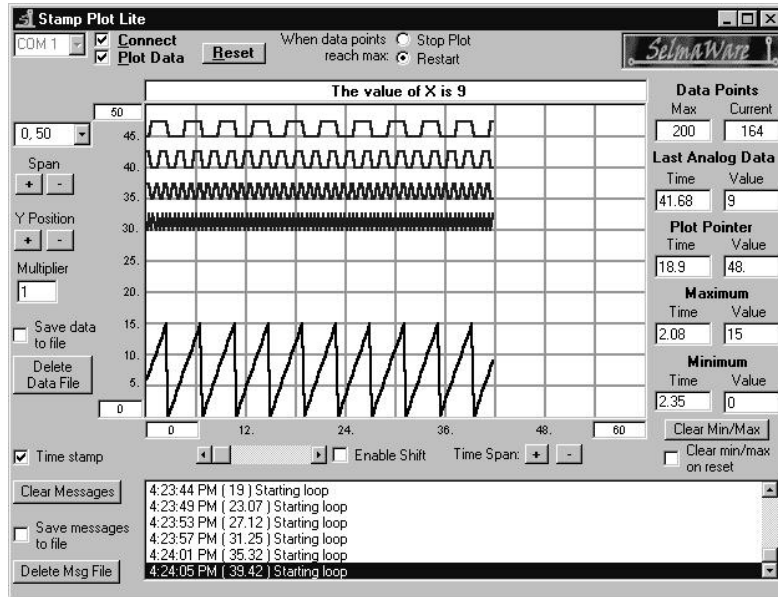 Stamp Plot Lite
COM 1
Connect
Plot Data
Reset
When data points
reach max:
Stop Plot
Restart
SelmaWare
The value of X is 9
0, 50
Span
+ -
Y Position
+ -
Multiplier
1
Save data
to file
Delete
Data File
50
45.
40.
35.
30.
25.
20.
15.
10.
5.
0
0 12. 24. 36. 48. 60
Data Points
Max Current
200 164
Last Analog Data
Time Value
41.68 9
Plot Pointer
Time Value
18.9 48.
Maximum
Time Value
2.08 15
Minimum
Time Value
2.35 0
Clear Min/Max
Clear min/max
on reset
Time stamp
Enable Shift
Time Span: + -
Clear Messages
Save messages
to file
Delete Msg File
4:23:44 PM ( 19 ) Starting loop
4:23:49 PM ( 23.07 ) Starting loop
4:23:53 PM ( 27.12 ) Starting loop
4:23:57 PM ( 31.25 ) Starting loop
4:24:01 PM ( 35.32 ) Starting loop
4:24:05 PM ( 39.42 ) Starting loop